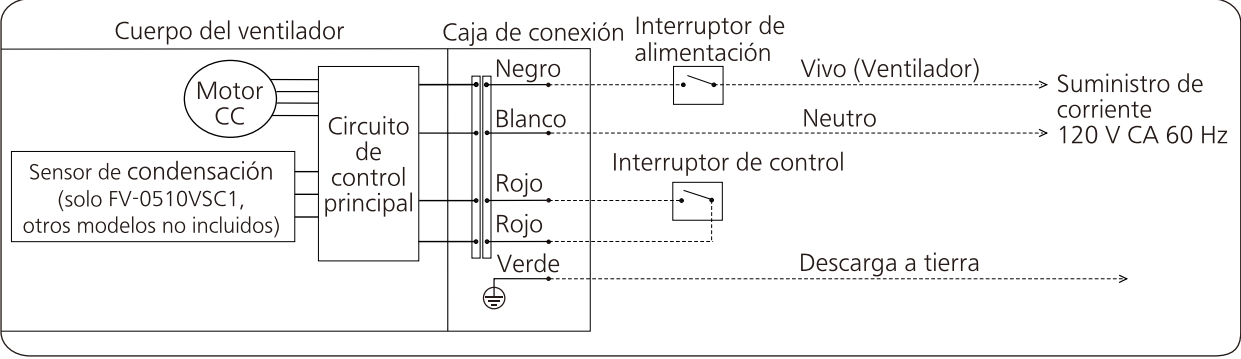 Cuerpo del ventilador
Caja de conexión
Interruptor de
alimentación
Motor
CC
Negro
Vivo (Ventilador)
Suministro de
corriente
120 V CA 60 Hz
Blanco
Neutro
Circuito
de
control
principal
Sensor de condensación
(solo FV-0510VSC1,
otros modelos no incluidos)
Interruptor de control
Rojo
Rojo
Verde
Descarga a tierra